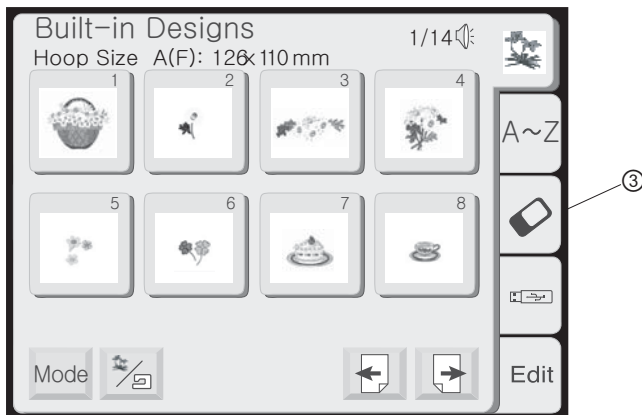 Built-in Designs
1/14
Hoop Size A(F): 126x 110 mm
1
2
3
4
A~Z
③
5
6
7
8
Mode
Edit